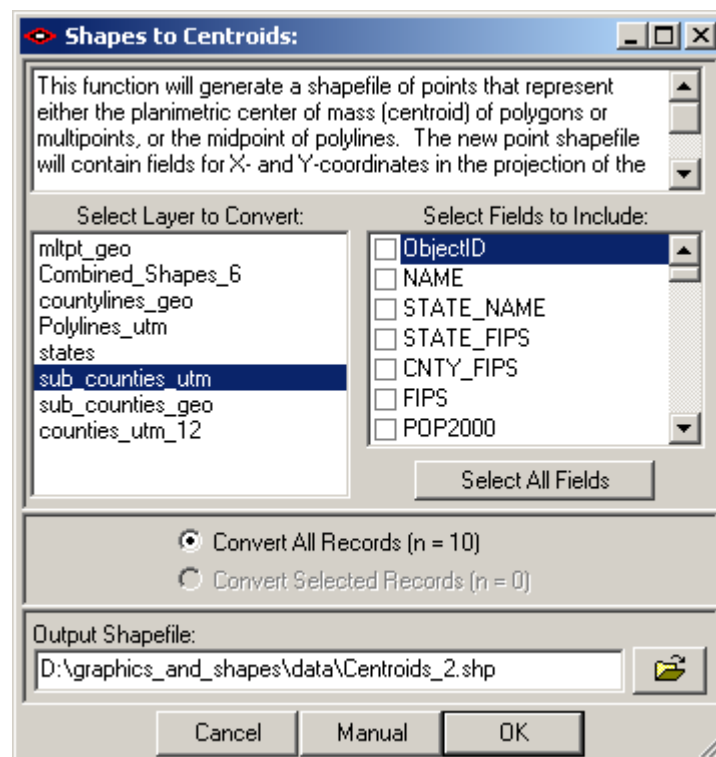 Shapes to Centroids:
This function will generate a shapefile of points that represent
either the planimetric center of mass (centroid) of polygons or
multipoints, or the midpoint of polylines.  The new point shapefile
will contain fields for X- and Y-coordinates in the projection of the
Select Layer to Convert:
mltpt_geo
Combined_Shapes_6
countylines_geo
Polylines_utm
states
sub_counties_utm
sub_counties_geo
counties_utm_12
Select Fields to Include:
ObjectID
NAME
STATE_NAME
STATE_FIPS
CNTY_FIPS
FIPS
POP2000
Select All Fields
Convert All Records (n = 10)
Convert Selected Records (n = 0)
Output Shapefile:
D:\graphics_and_shapes\data\Centroids_2.shp
Cancel
Manual
OK